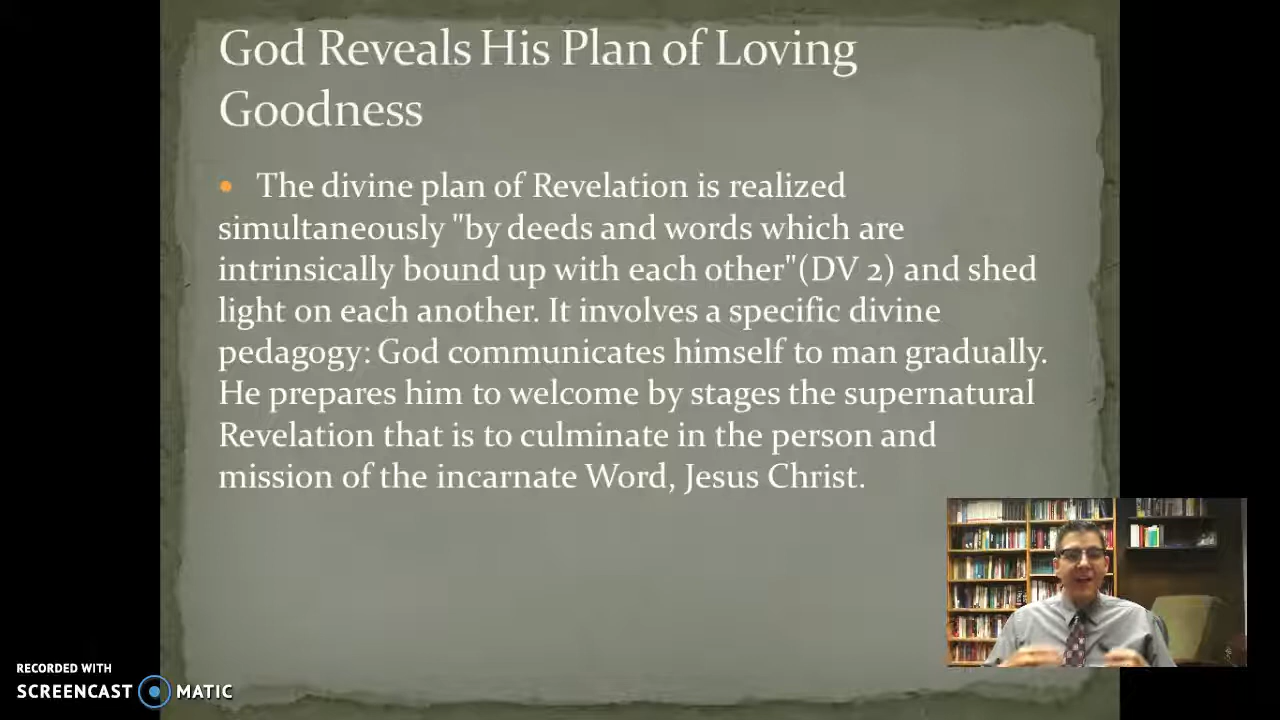 God Reveals His Plan of Loving
Goodness
• The divine plan of Revelation is realized
simultaneously "by deeds and words which are
intrinsically bound up with each other"(DV 2) and shed
light on each another. It involves a specific divine
pedagogy: God communicates himself to man gradually.
He prepares him to welcome by stages the supernatural
Revelation that is to culminate in the person and
mission of the incarnate Word, Jesus Christ.
RECORDED WITH
SCREENCAST MATIC